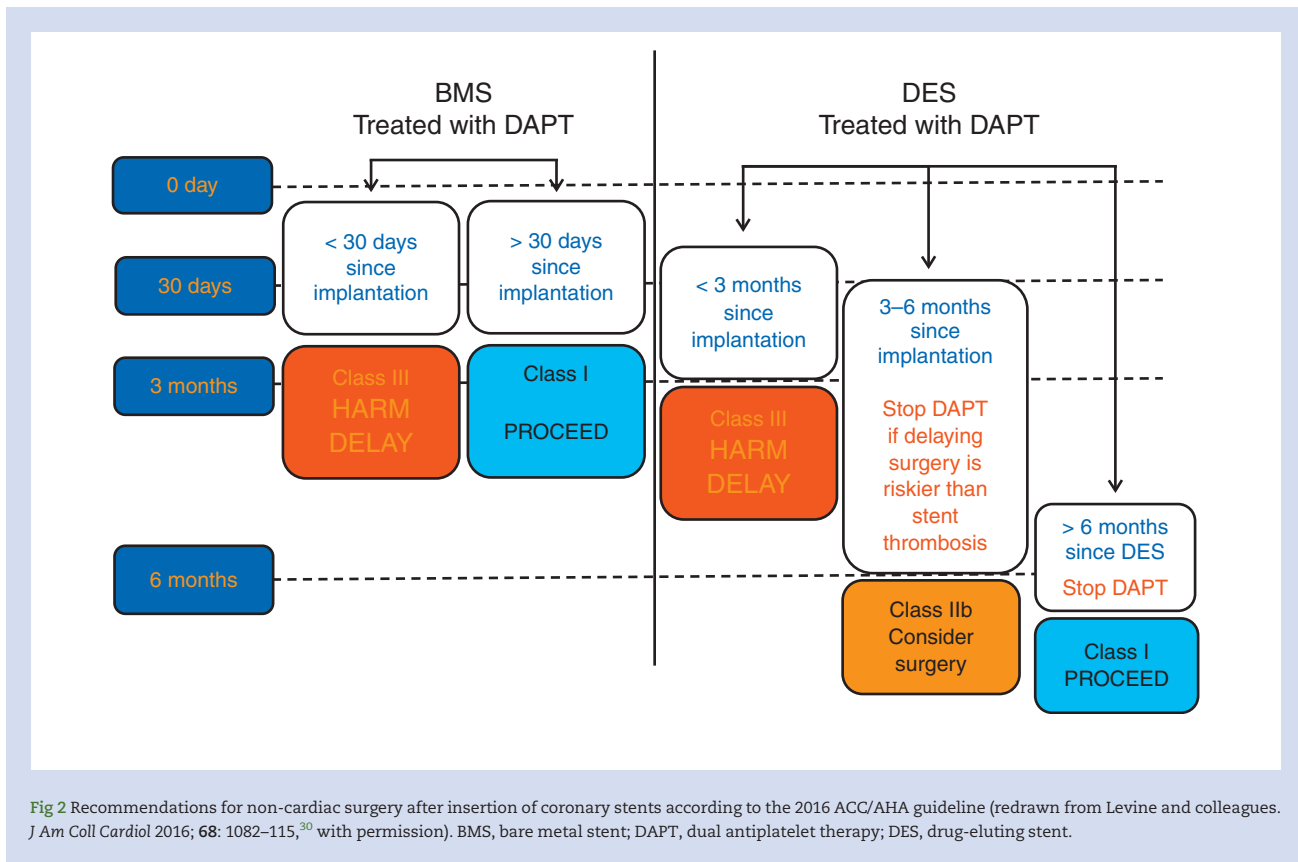 BMS
Treated with DAPT
DES
Treated with DAPT
0 day
30 days
3 months
6 months
< 30 days
since
implantation
Class III
HARM
DELAY
> 30 days
since
implantation
Class I
PROCEED
< 3 months
since
implantation
Class III
HARM
DELAY
3–6 months
since
implantation
Stop DAPT
if delaying
surgery is
riskier than
stent
thrombosis
Class IIb
Consider
surgery
> 6 months
since DES
Stop DAPT
Class I
PROCEED
Fig 2 Recommendations for non-cardiac surgery after insertion of coronary stents according to the 2016 ACC/AHA guideline (redrawn from Levine and colleagues.
J Am Coll Cardiol 2016; 68: 1082–115,30 with permission). BMS, bare metal stent; DAPT, dual antiplatelet therapy; DES, drug-eluting stent.